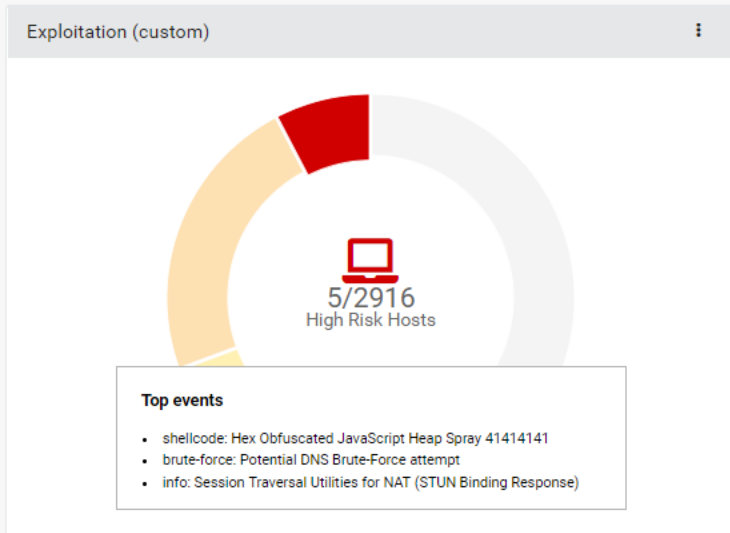 Exploitation (custom)
5/2916
High Risk Hosts
Top events
• shellcode: Hex Obfuscated JavaScript Heap Spray 41414141
• brute-force: Potential DNS Brute-Force attempt
• info: Session Traversal Utilities for NAT (STUN Binding Response)